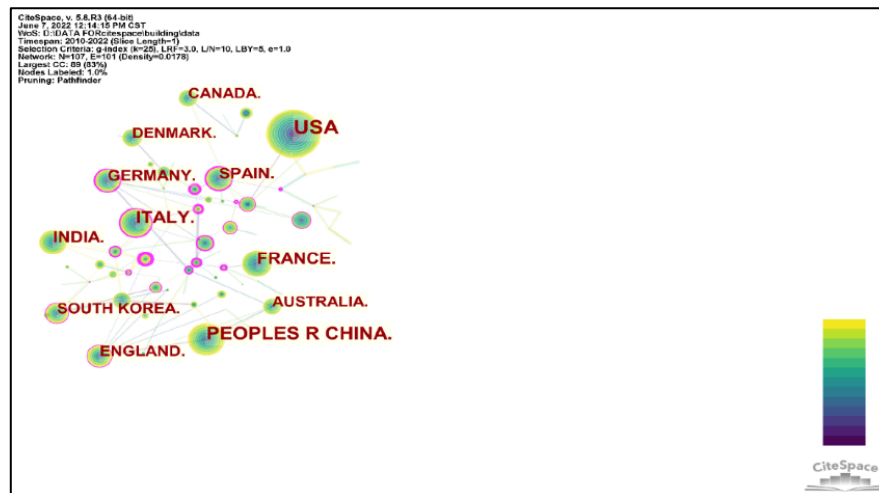 CiteSpace, v. 5.8.R3 (64-bit)
June 7, 2022 12:14:15 PM CST
WoS: D:\DATA FORcitespace\building\data
Timespan: 2010-2022 (Slice Length=1)
Selection Criteria: g-index (k=25), LRF=3.0, L/N=10, LBY=5, e=1.0
Network: N=107, E=101 (Density=0.0178)
Largest CC: 89 (83%)
Nodes Labeled: 1.0%
Pruning: Pathfinder
CANADA.
USA
DENMARK.
GERMANY.
SPAIN.
ITALY.
INDIA.
FRANCE.
SOUTH KOREA.
AUSTRALIA.
PEOPLES R CHINA.
ENGLAND.
CiteSpace